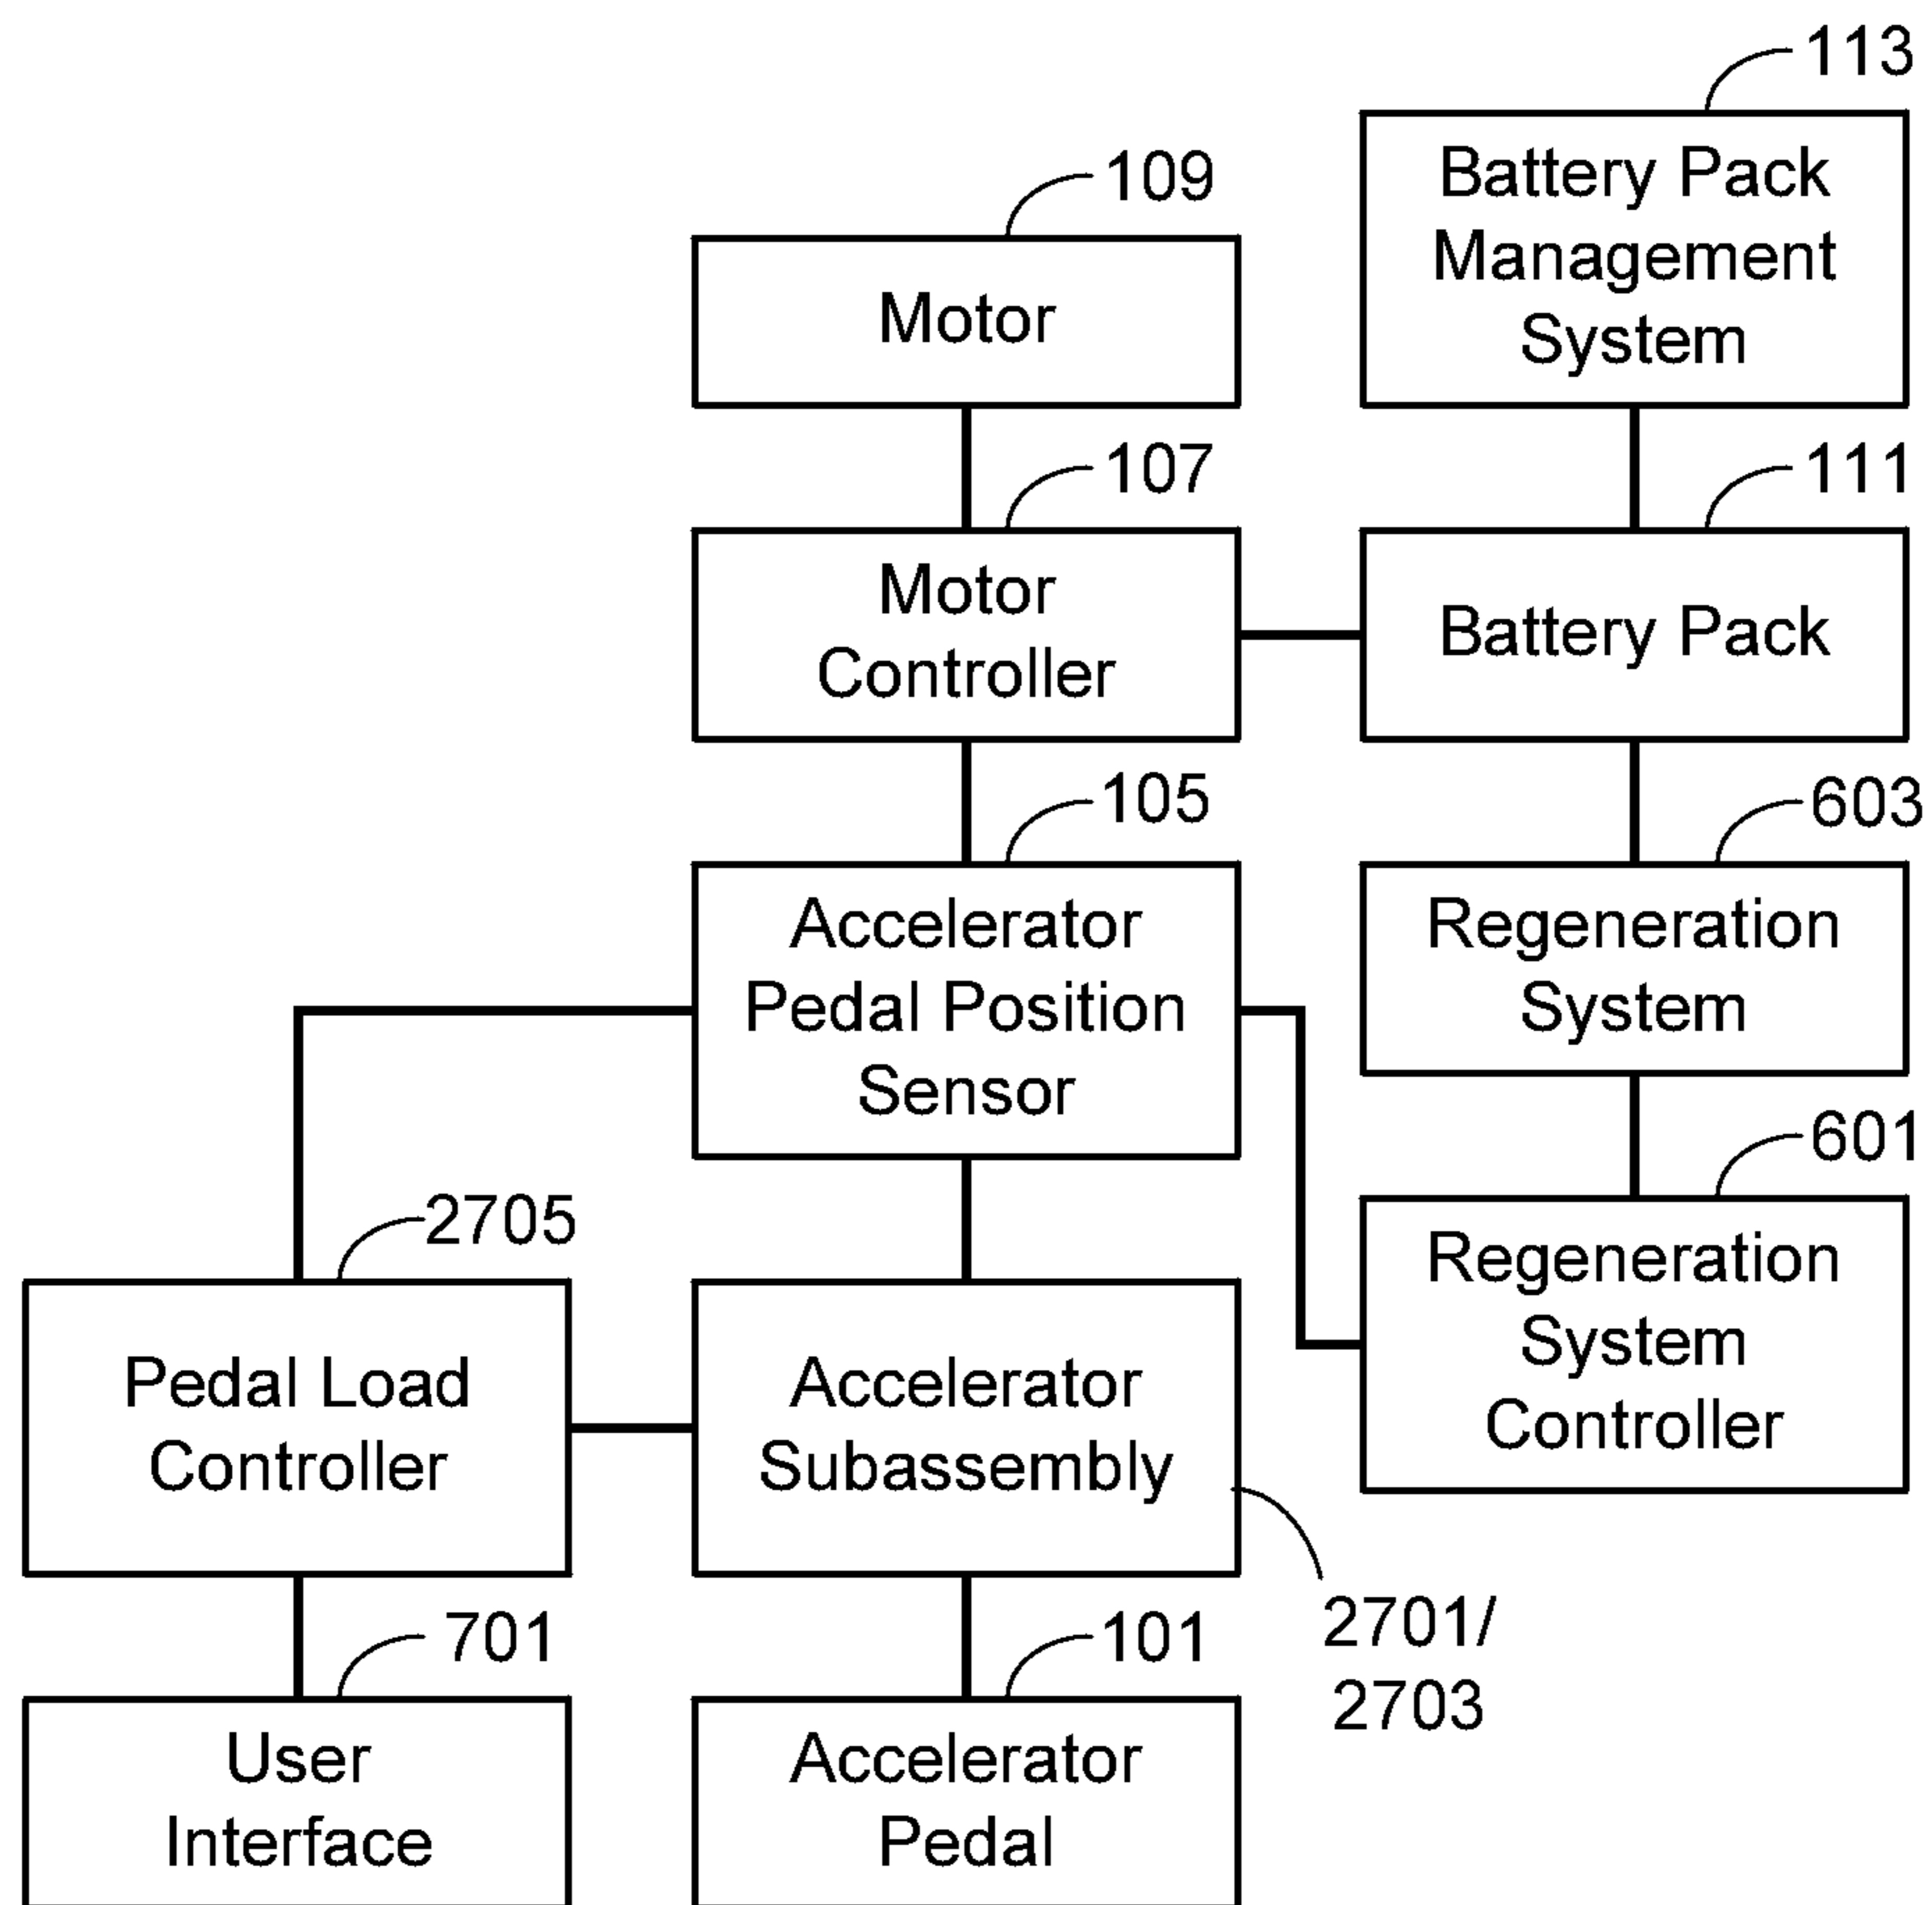 113
Battery Pack
Management
System
109
Motor
107
Motor
Controller
111
Battery Pack
105
Accelerator
Pedal Position
Sensor
603
Regeneration
System
601
Regeneration
System
Controller
2705
Pedal Load
Controller
Accelerator
Subassembly
2701/
2703
701
User
Interface
101
Accelerator
Pedal